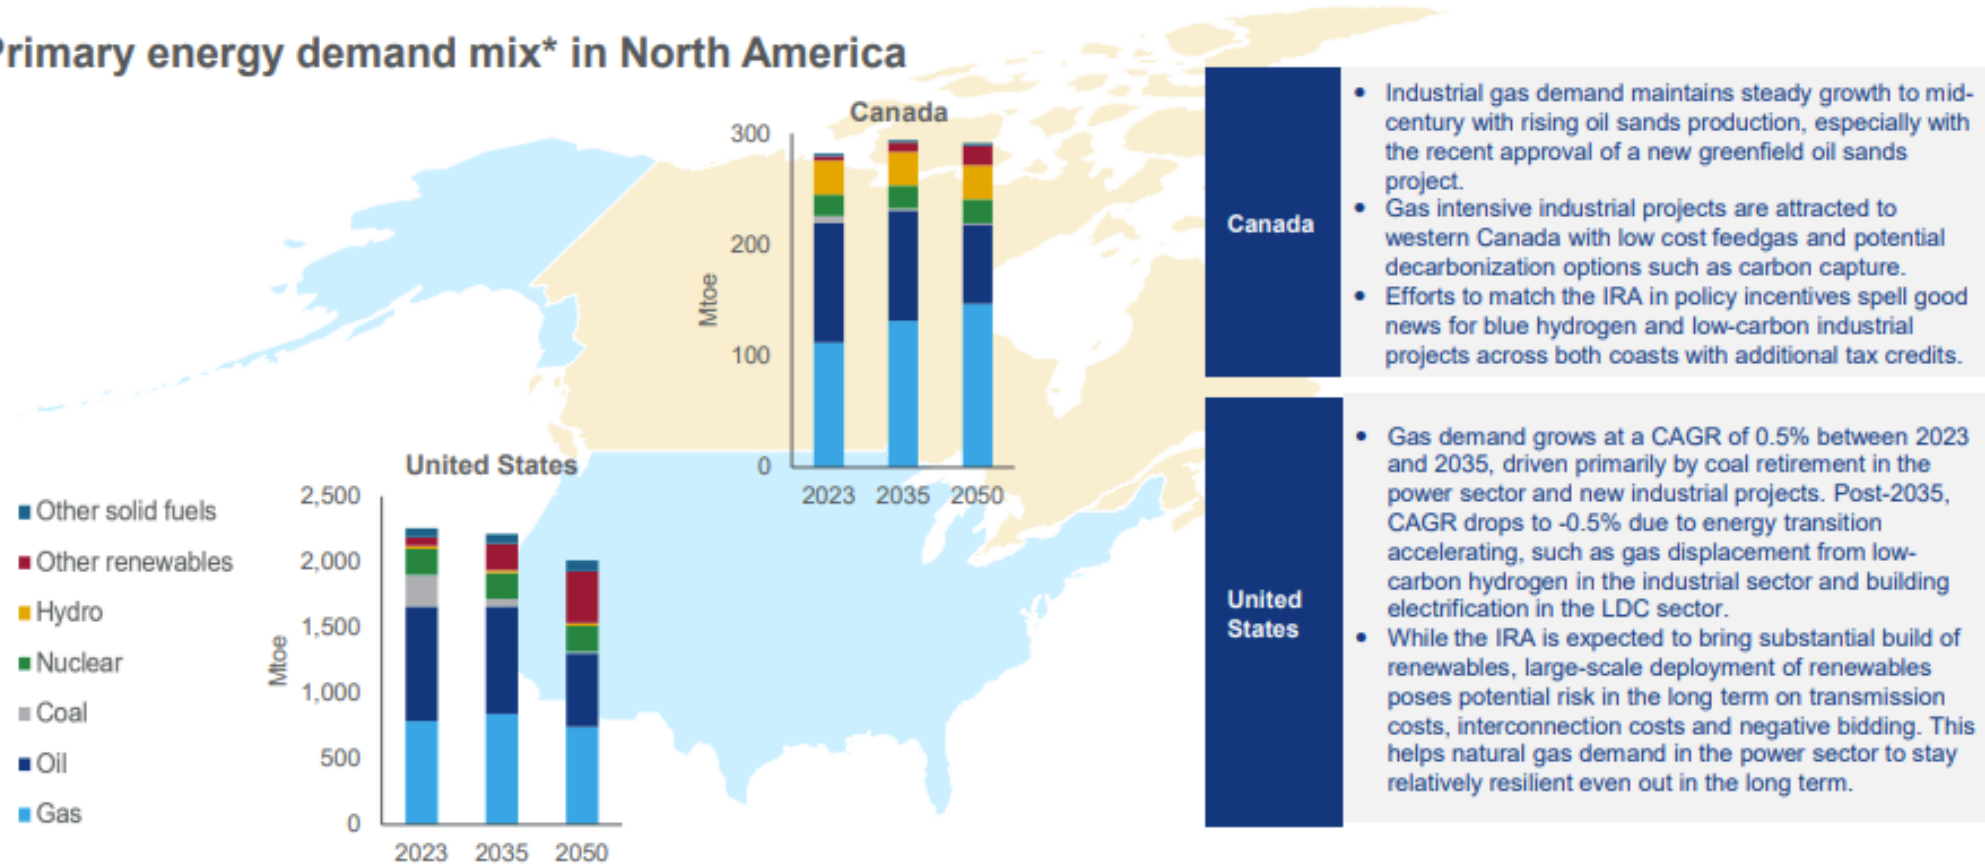 Primary energy demand mix* in North America
Canada
300
200
100
0
Mtoe
2023 2035 2050
United States
2,500
2,000
1,500
1,000
500
0
Mtoe
2023 2035 2050
Other solid fuels
Other renewables
Hydro
Nuclear
Coal
Oil
Gas
Canada
• Industrial gas demand maintains steady growth to mid-
century with rising oil sands production, especially with
the recent approval of a new greenfield oil sands
project.
• Gas intensive industrial projects are attracted to
western Canada with low cost feedgas and potential
decarbonization options such as carbon capture.
• Efforts to match the IRA in policy incentives spell good
news for blue hydrogen and low-carbon industrial
projects across both coasts with additional tax credits.
United
States
• Gas demand grows at a CAGR of 0.5% between 2023
and 2035, driven primarily by coal retirement in the
power sector and new industrial projects. Post-2035,
CAGR drops to -0.5% due to energy transition
accelerating, such as gas displacement from low-
carbon hydrogen in the industrial sector and building
electrification in the LDC sector.
• While the IRA is expected to bring substantial build of
renewables, large-scale deployment of renewables
poses potential risk in the long term on transmission
costs, interconnection costs and negative bidding. This
helps natural gas demand in the power sector to stay
relatively resilient even out in the long term.